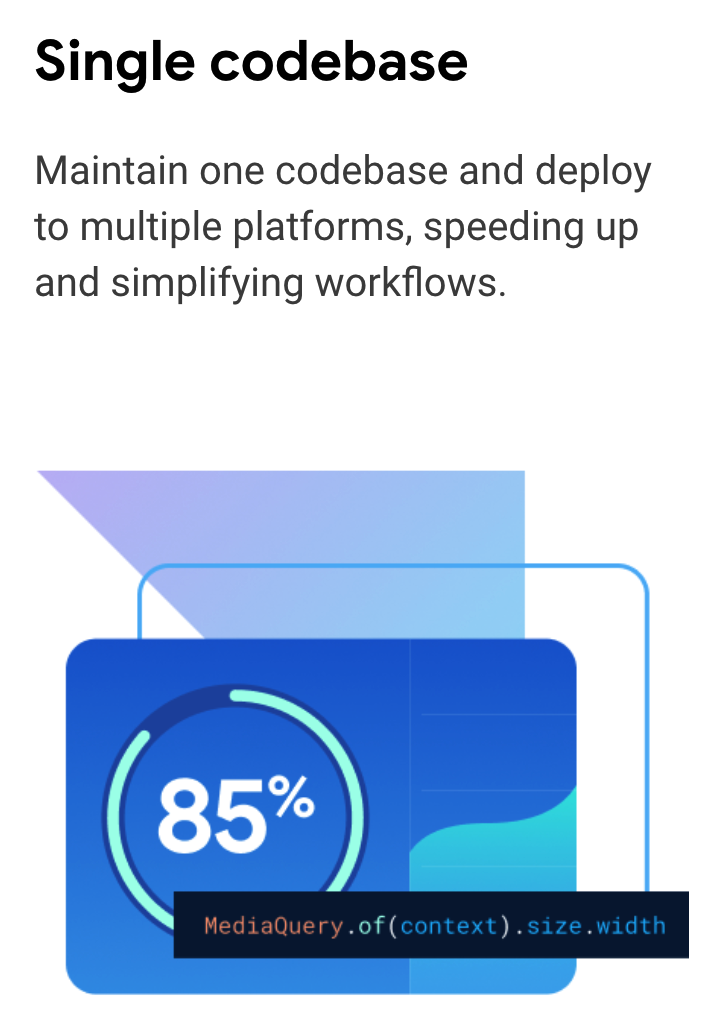 Single codebase
Maintain one codebase and deploy
to multiple platforms, speeding up
and simplifying workflows.
85%
MediaQuery.of(context).size.width